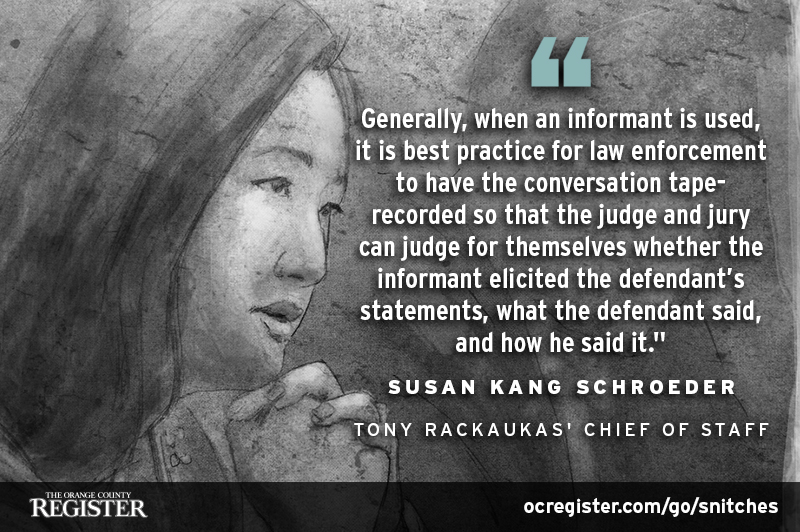 “
Generally, when an informant is used,
it is best practice for law enforcement
to have the conversation tape-
recorded so that the judge and jury
can judge for themselves whether the
informant elicited the defendant’s
statements, what the defendant said,
and how he said it."
SUSAN KANG SCHROEDER
TONY RACKAUKAS' CHIEF OF STAFF
THE ORANGE COUNTY
REGISTER
ocregister.com/go/snitches